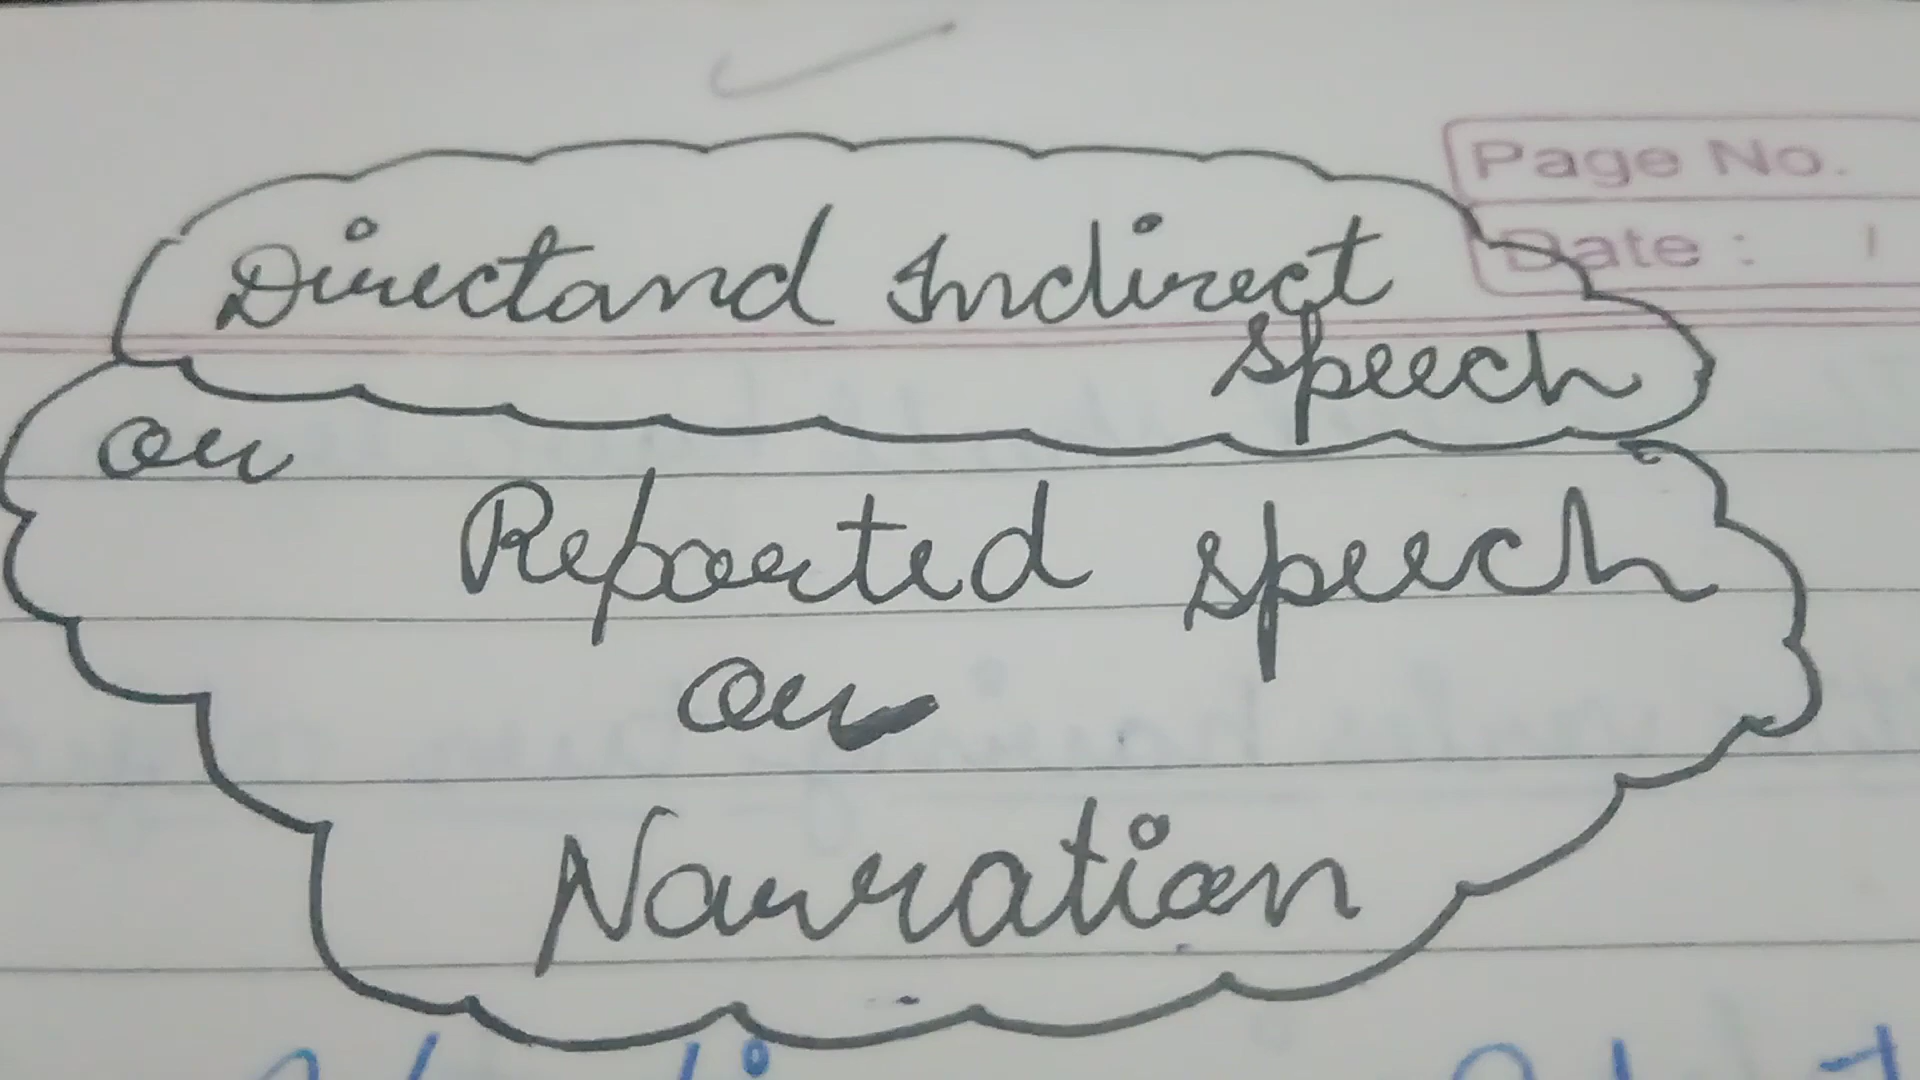 Page No.
Date :
Direct and Indirect
speech
or
Reported speech
or
Narration